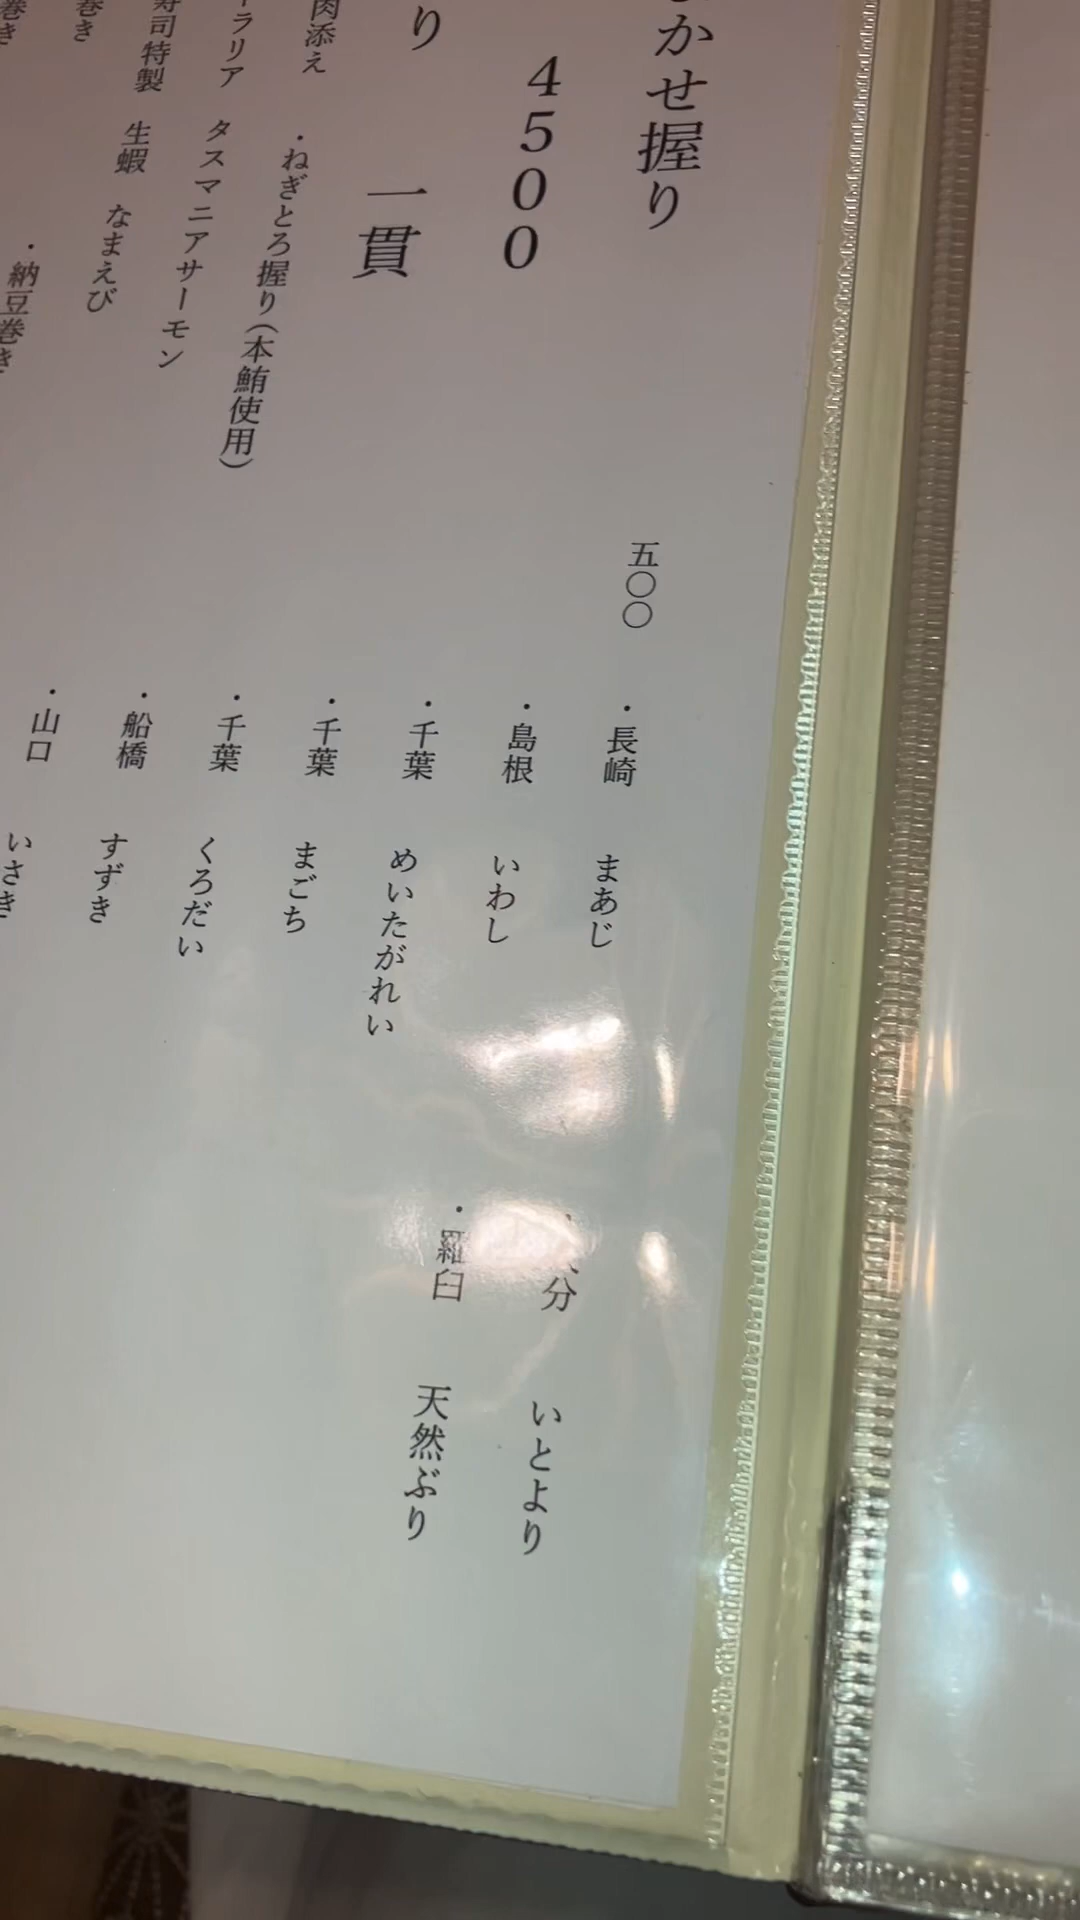 かせ握り
4500
り 一貫
肉添え
・ねぎとろ握り(本鮪使用)
ラリア タスマニアサーモン
寿司特製 生蝦 なまえび
巻き
・納豆巻き
巻き
五〇〇
・長崎 まあじ
・島根 いわし
・千葉 めいたがれい
・千葉 まごち
・千葉 くろだい
・船橋 すずき
・山口 いさき
分 いとより
・羅臼 天然ぶり